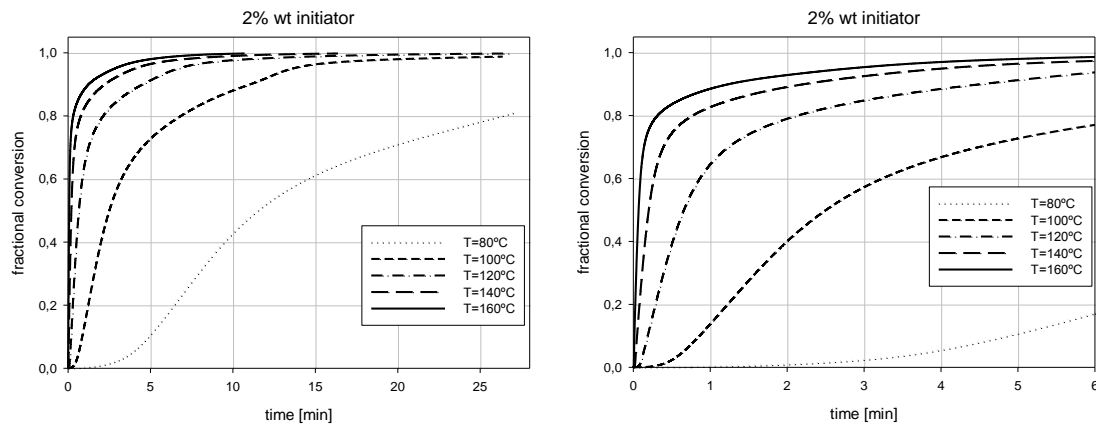 2% wt initiator
fractional conversion
1,0
0,8
0,6
0,4
0,2
0,0
T=80ºC
T=100ºC
T=120ºC
T=140ºC
T=160ºC
0 5 10 15 20 25
time [min]
2% wt initiator
fractional conversion
1,0
0,8
0,6
0,4
0,2
0,0
T=80ºC
T=100ºC
T=120ºC
T=140ºC
T=160ºC
0 1 2 3 4 5 6
time [min]